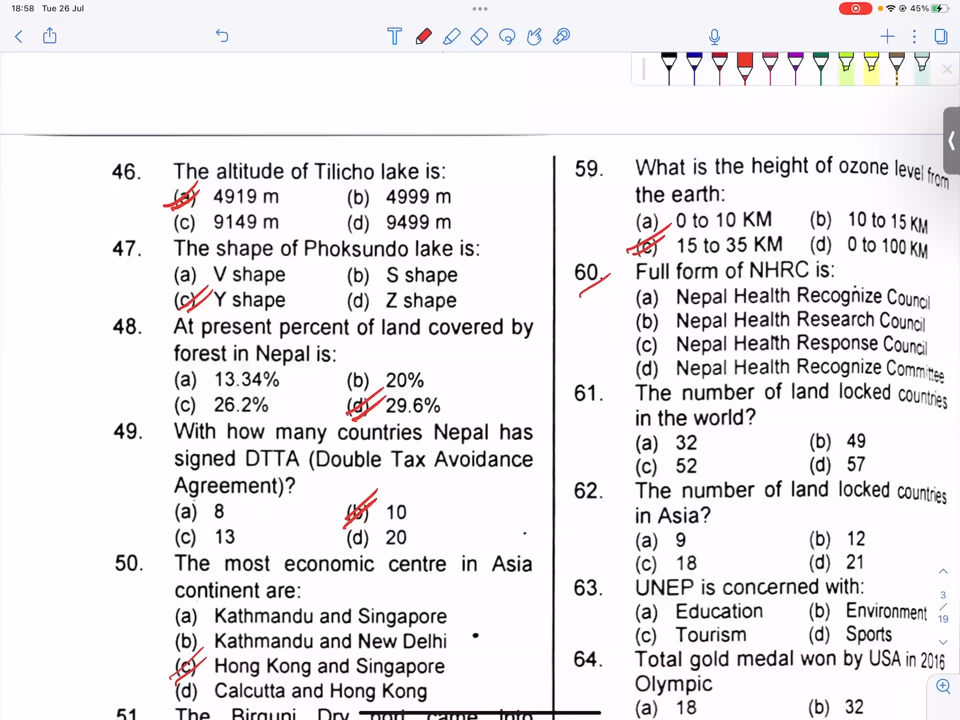 18:58 Tue 26 Jul
45%
46. The altitude of Tilicho lake is:
(a) 4919 m (b) 4999 m
(c) 9149 m (d) 9499 m
47. The shape of Phoksundo lake is:
(a) V shape (b) S shape
(c) Y shape (d) Z shape
48. At present percent of land covered by
forest in Nepal is:
(a) 13.34% (b) 20%
(c) 26.2% (d) 29.6%
49. With how many countries Nepal has
signed DTTA (Double Tax Avoidance
Agreement)?
(a) 8 (b) 10
(c) 13 (d) 20
50. The most economic centre in Asia
continent are:
(a) Kathmandu and Singapore
(b) Kathmandu and New Delhi
(c) Hong Kong and Singapore
(d) Calcutta and Hong Kong
51. The Birgunj Dry port came into
59. What is the height of ozone level from
the earth:
(a) 0 to 10 KM (b) 10 to 15 KM
(c) 15 to 35 KM (d) 0 to 100 KM
60. Full form of NHRC is:
(a) Nepal Health Recognize Council
(b) Nepal Health Research Council
(c) Nepal Health Response Council
(d) Nepal Health Recognize Committee
61. The number of land locked countries
in the world?
(a) 32 (b) 49
(c) 52 (d) 57
62. The number of land locked countries
in Asia?
(a) 9 (b) 12
(c) 18 (d) 21
63. UNEP is concerned with:
(a) Education (b) Environment
(c) Tourism (d) Sports
64. Total gold medal won by USA in 2016
Olympic
(a) 18 (b) 32
3
/
19